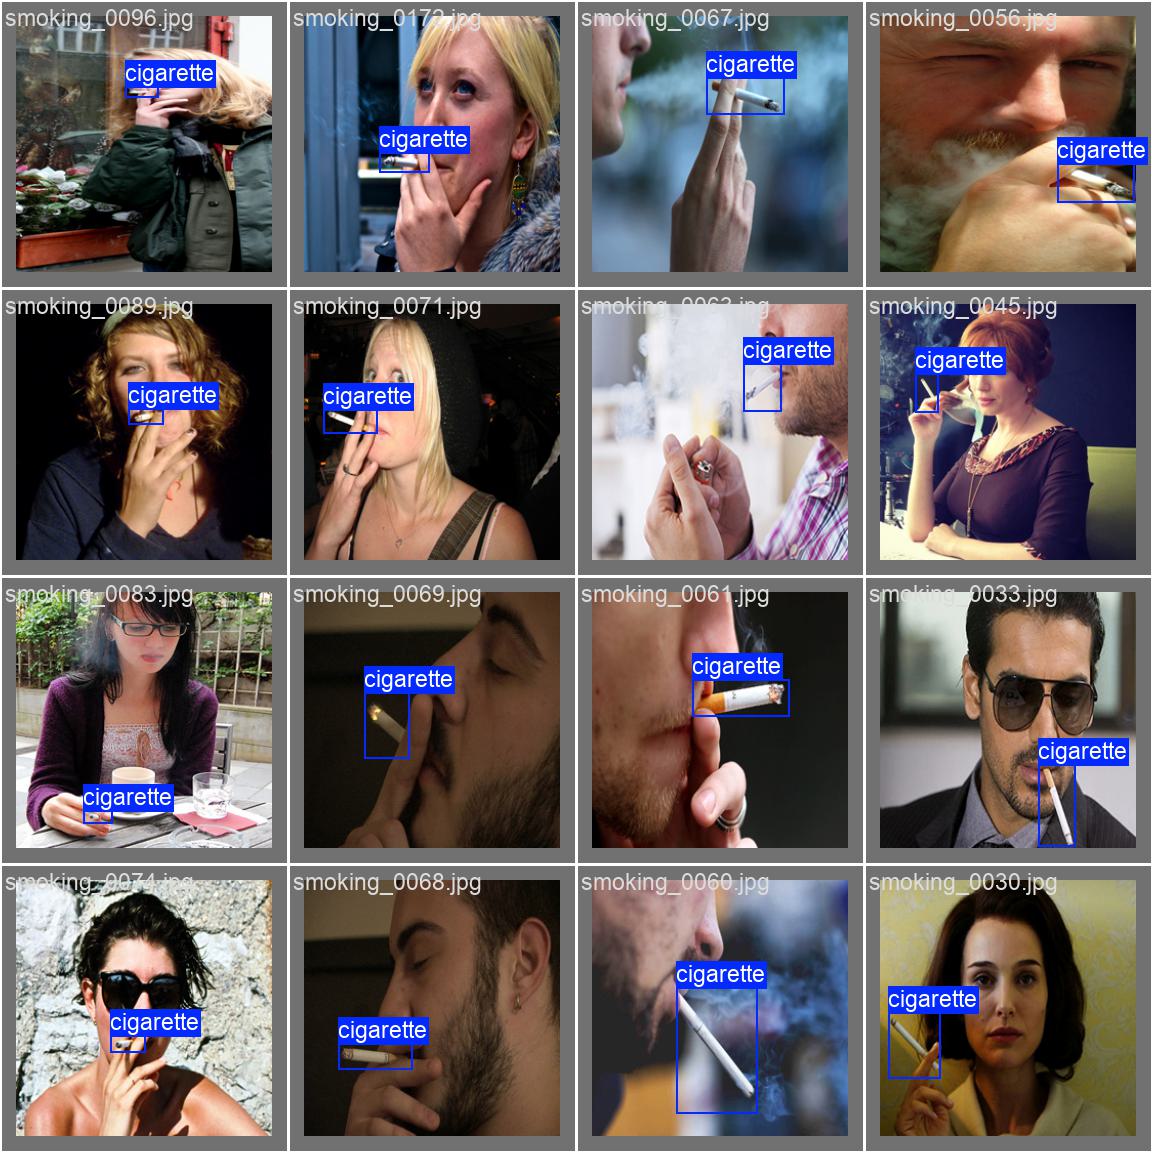 smoking_0096.jpg
cigarette
smoking_0172.jpg
cigarette
smoking_0067.jpg
cigarette
smoking_0056.jpg
cigarette
smoking_0089.jpg
cigarette
smoking_0071.jpg
cigarette
smoking_0063.jpg
cigarette
smoking_0045.jpg
cigarette
smoking_0083.jpg
cigarette
smoking_0069.jpg
cigarette
smoking_0061.jpg
cigarette
smoking_0033.jpg
cigarette
smoking_0074.jpg
cigarette
smoking_0068.jpg
cigarette
smoking_0060.jpg
cigarette
smoking_0030.jpg
cigarette